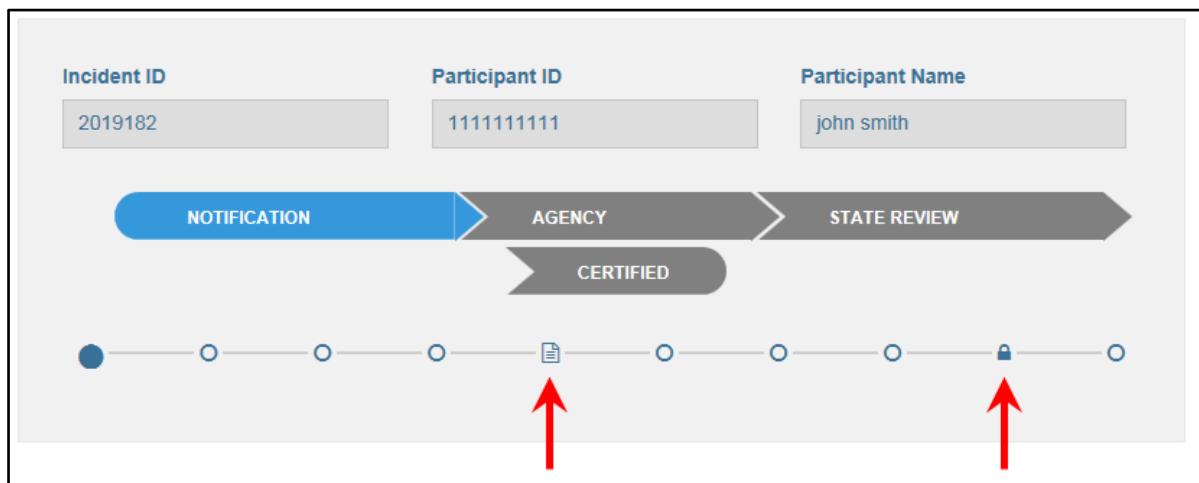 Incident ID Participant ID Participant Name
2019182 1111111111 john smith
NOTIFICATION AGENCY STATE REVIEW
CERTIFIED